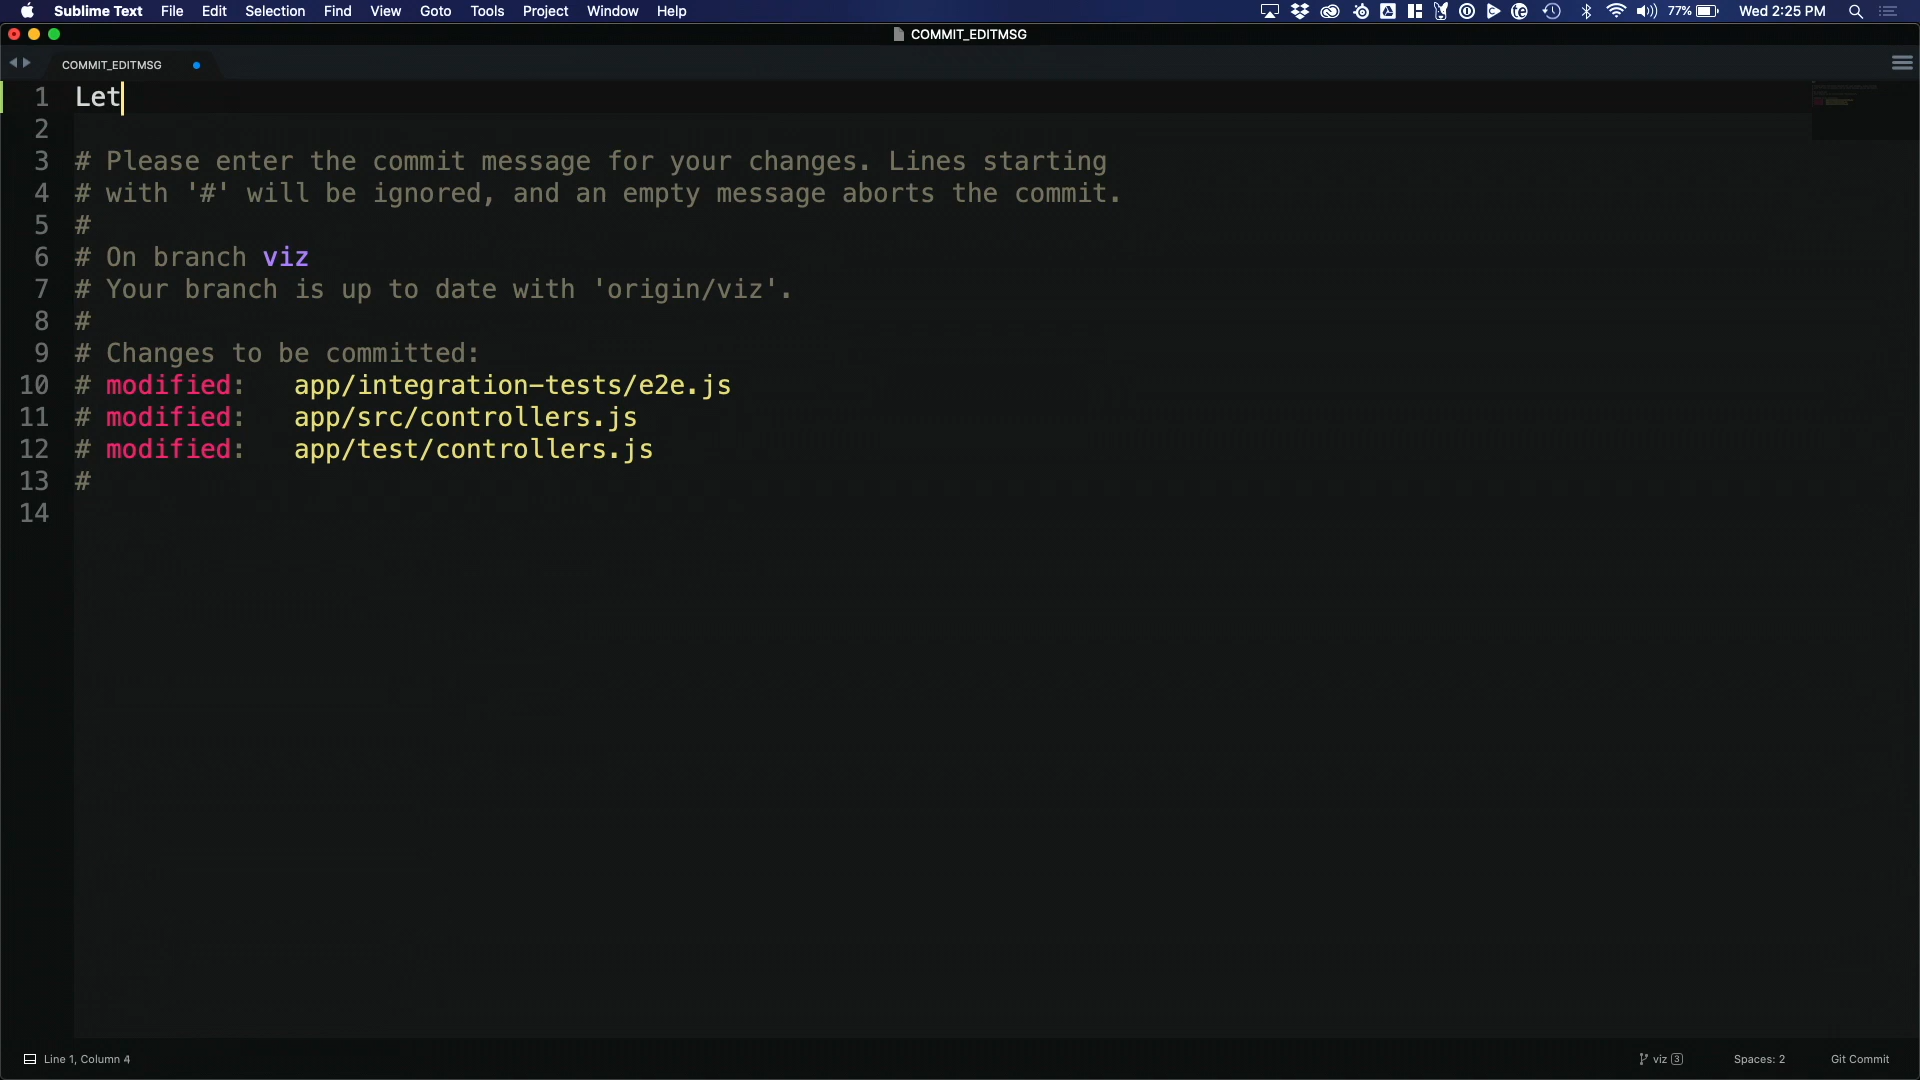 Sublime Text File Edit Selection Find View Goto Tools Project Window Help 77% Wed 2:25 PM
COMMIT_EDITMSG
COMMIT_EDITMSG
1 Let
2
3 # Please enter the commit message for your changes. Lines starting
4 # with '#' will be ignored, and an empty message aborts the commit.
5 #
6 # On branch viz
7 # Your branch is up to date with 'origin/viz'.
8 #
9 # Changes to be committed:
10 # modified:   app/integration-tests/e2e.js
11 # modified:   app/src/controllers.js
12 # modified:   app/test/controllers.js
13 #
14
Line 1, Column 4 viz 3 Spaces: 2 Git Commit